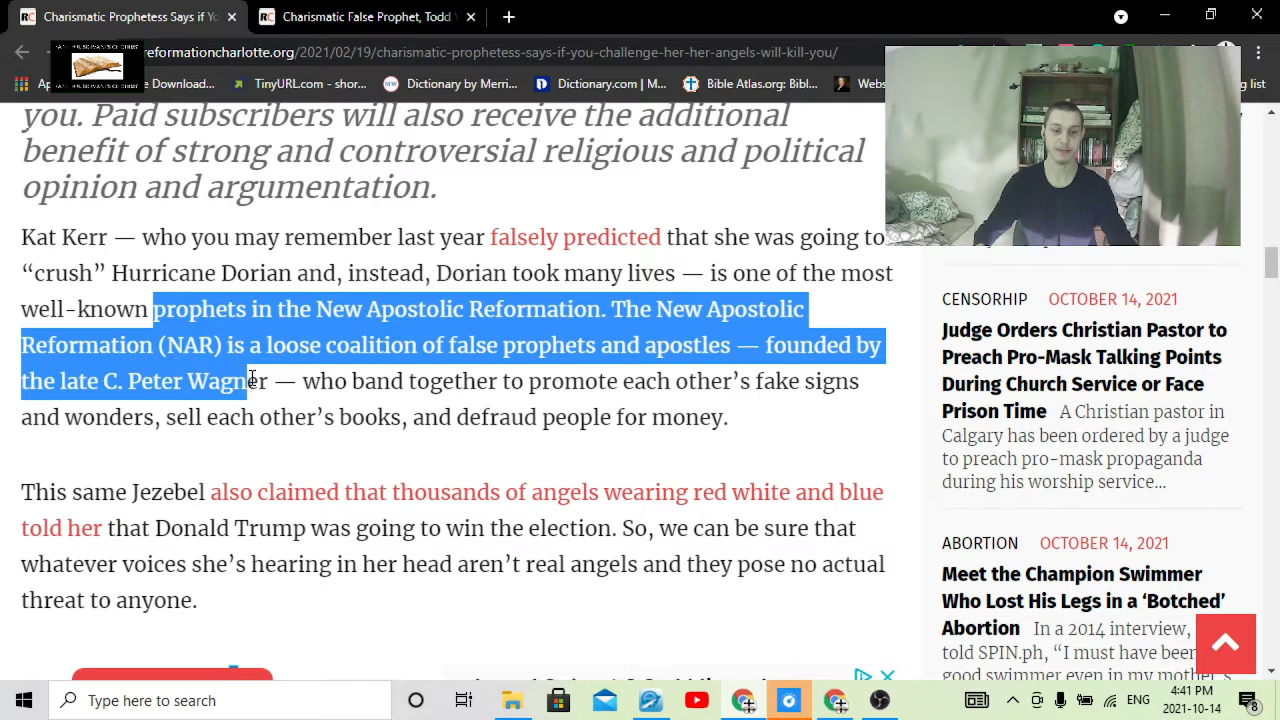 Charismatic Prophetess Says if Yo
Charismatic False Prophet, Todd
reformationcharlotte.org/2021/02/19/charismatic-prophetess-says-if-you-challenge-her-her-angels-will-kill-you/
Download...
TinyURL.com - shor...
Dictionary by Merri...
Dictionary.com | M...
Bible Atlas.org: Bibl...
Webs
ng list
you. Paid subscribers will also receive the additional
benefit of strong and controversial religious and political
opinion and argumentation.
Kat Kerr — who you may remember last year falsely predicted that she was going to
“crush” Hurricane Dorian and, instead, Dorian took many lives — is one of the most
well-known prophets in the New Apostolic Reformation. The New Apostolic
Reformation (NAR) is a loose coalition of false prophets and apostles — founded by
the late C. Peter Wagner — who band together to promote each other’s fake signs
and wonders, sell each other’s books, and defraud people for money.
This same Jezebel also claimed that thousands of angels wearing red white and blue
told her that Donald Trump was going to win the election. So, we can be sure that
whatever voices she’s hearing in her head aren’t real angels and they pose no actual
threat to anyone.
CENSORHIP OCTOBER 14, 2021
Judge Orders Christian Pastor to
Preach Pro-Mask Talking Points
During Church Service or Face
Prison Time A Christian pastor in
Calgary has been ordered by a judge
to preach pro-mask propaganda
during his worship service...
ABORTION OCTOBER 14, 2021
Meet the Champion Swimmer
Who Lost His Legs in a ‘Botched’
Abortion In a 2014 interview,
told SPIN.ph, “I must have been
good swimmer even in my mother’s
Type here to search
ENG
4:41 PM
2021-10-14
8